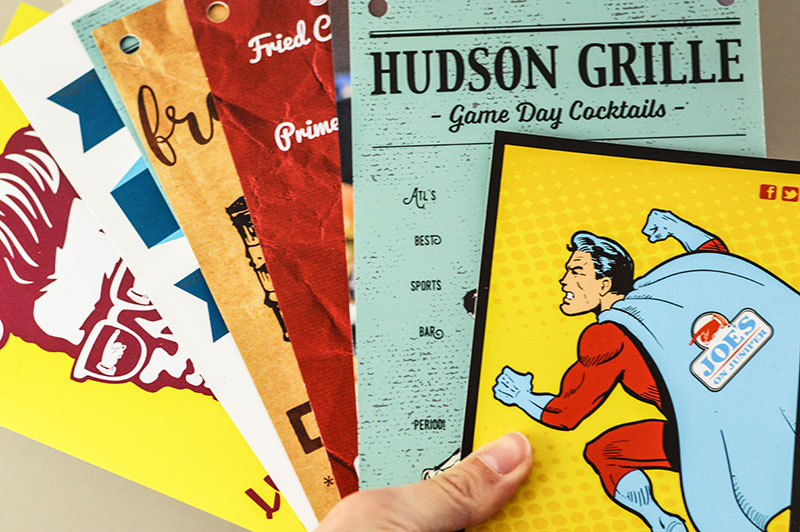 Fried C
Prime
HUDSON GRILLE
- Game Day Cocktails -
ATL'S
BEST
SPORTS
BAR
PERIOD!
JOE'S
ON JUNIPER